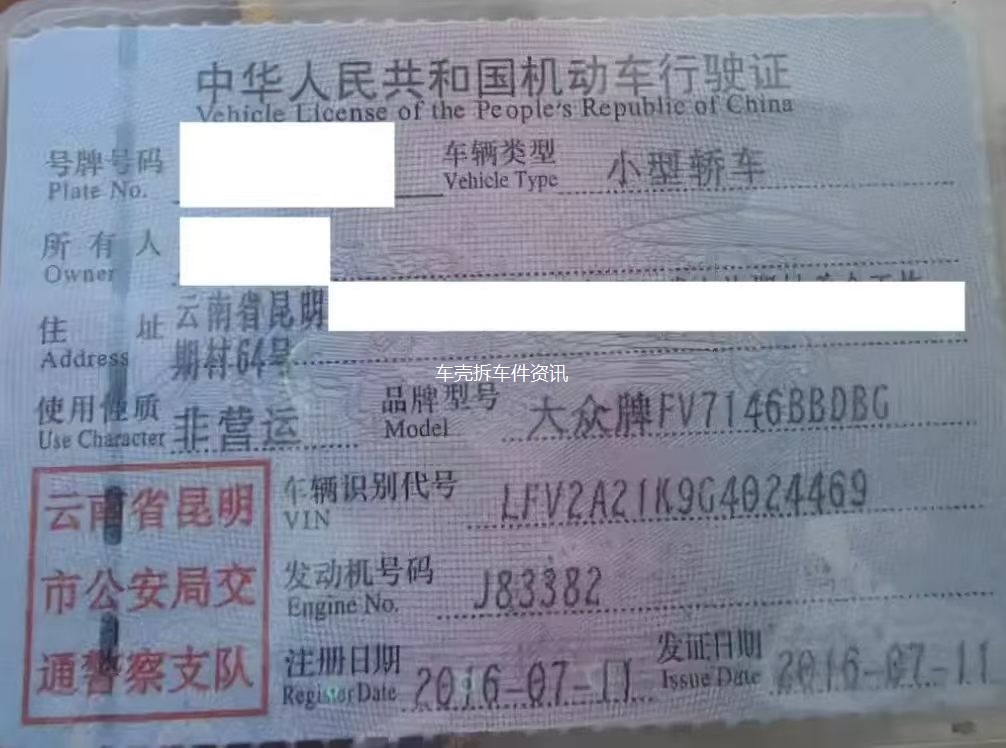 中华人民共和国机动车行驶证
Vehicle License of the People's Republic of China
号牌号码
Plate No.
车辆类型 小型轿车
Vehicle Type
所有人
Owner
住址 云南省昆明
Address 期村64号
车壳拆车件资讯
使用性质 非营运
Use Character
品牌型号 大众牌FV7146BBDBG
Model
云南省昆明
市公安局交
通警察支队
车辆识别代号 LFV2A21K9G4024469
VIN
发动机号码 J83382
Engine No.
注册日期 2016-07-11
Register Date
发证日期 2016-07-11
Issue Date